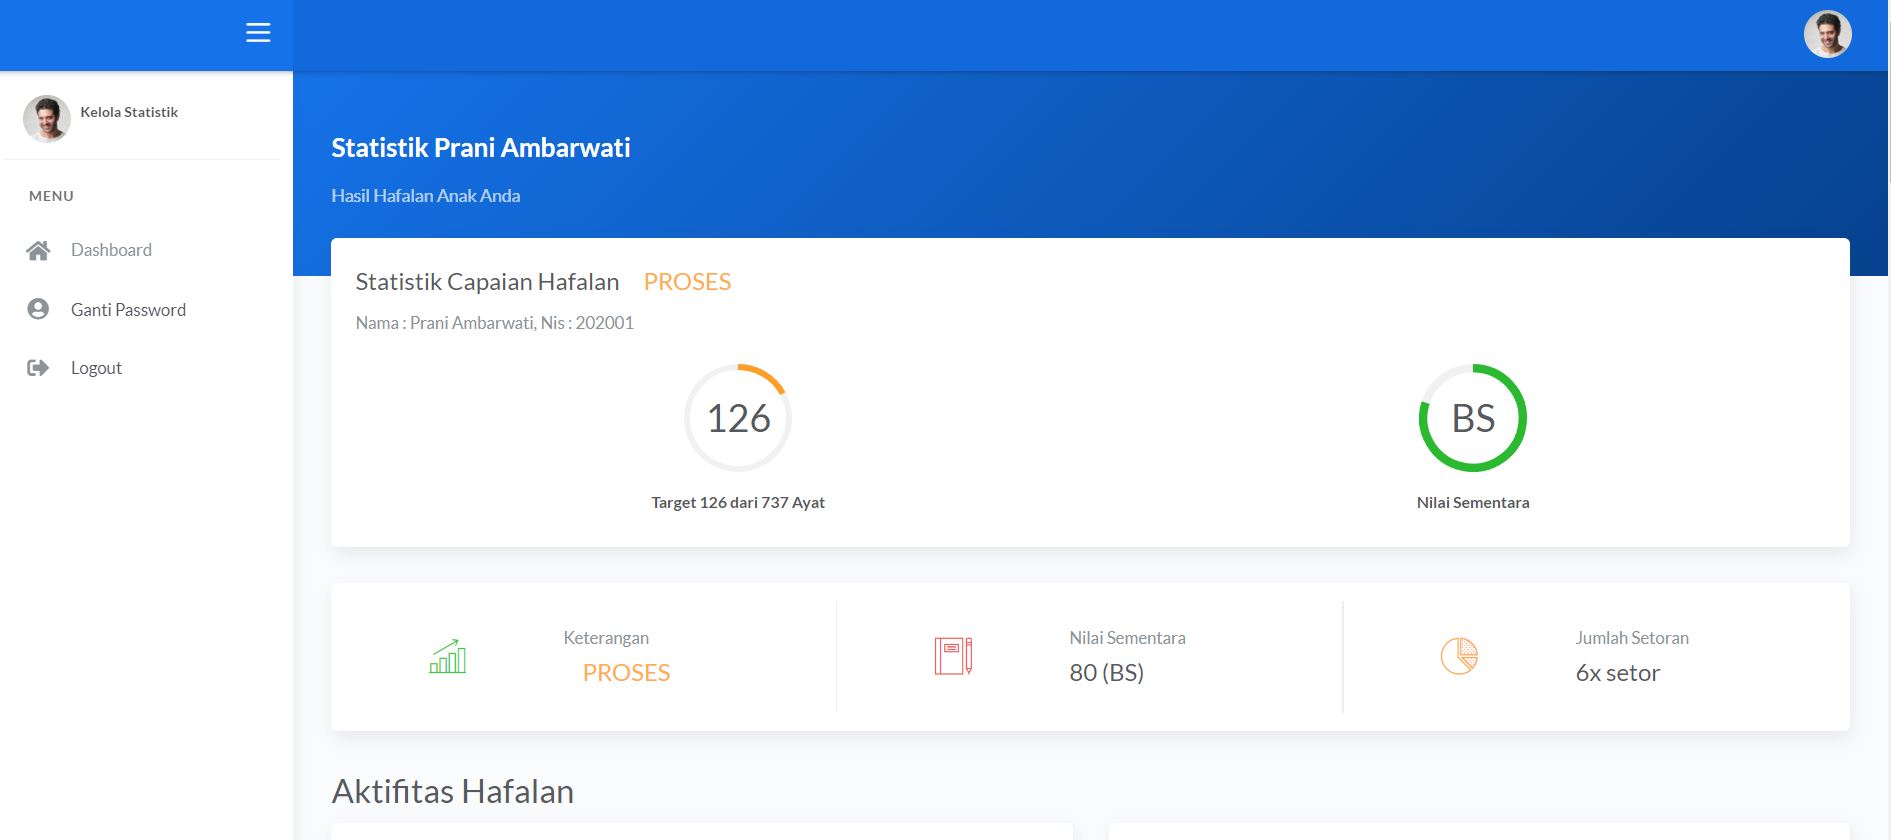 Kelola Statistik
MENU
Dashboard
Ganti Password
Logout
Statistik Prani Ambarwati
Hasil Hafalan Anak Anda
Statistik Capaian Hafalan PROSES
Nama : Prani Ambarwati, Nis : 202001
126
Target 126 dari 737 Ayat
BS
Nilai Sementara
Keterangan
PROSES
Nilai Sementara
80 (BS)
Jumlah Setoran
6x setor
Aktifitas Hafalan